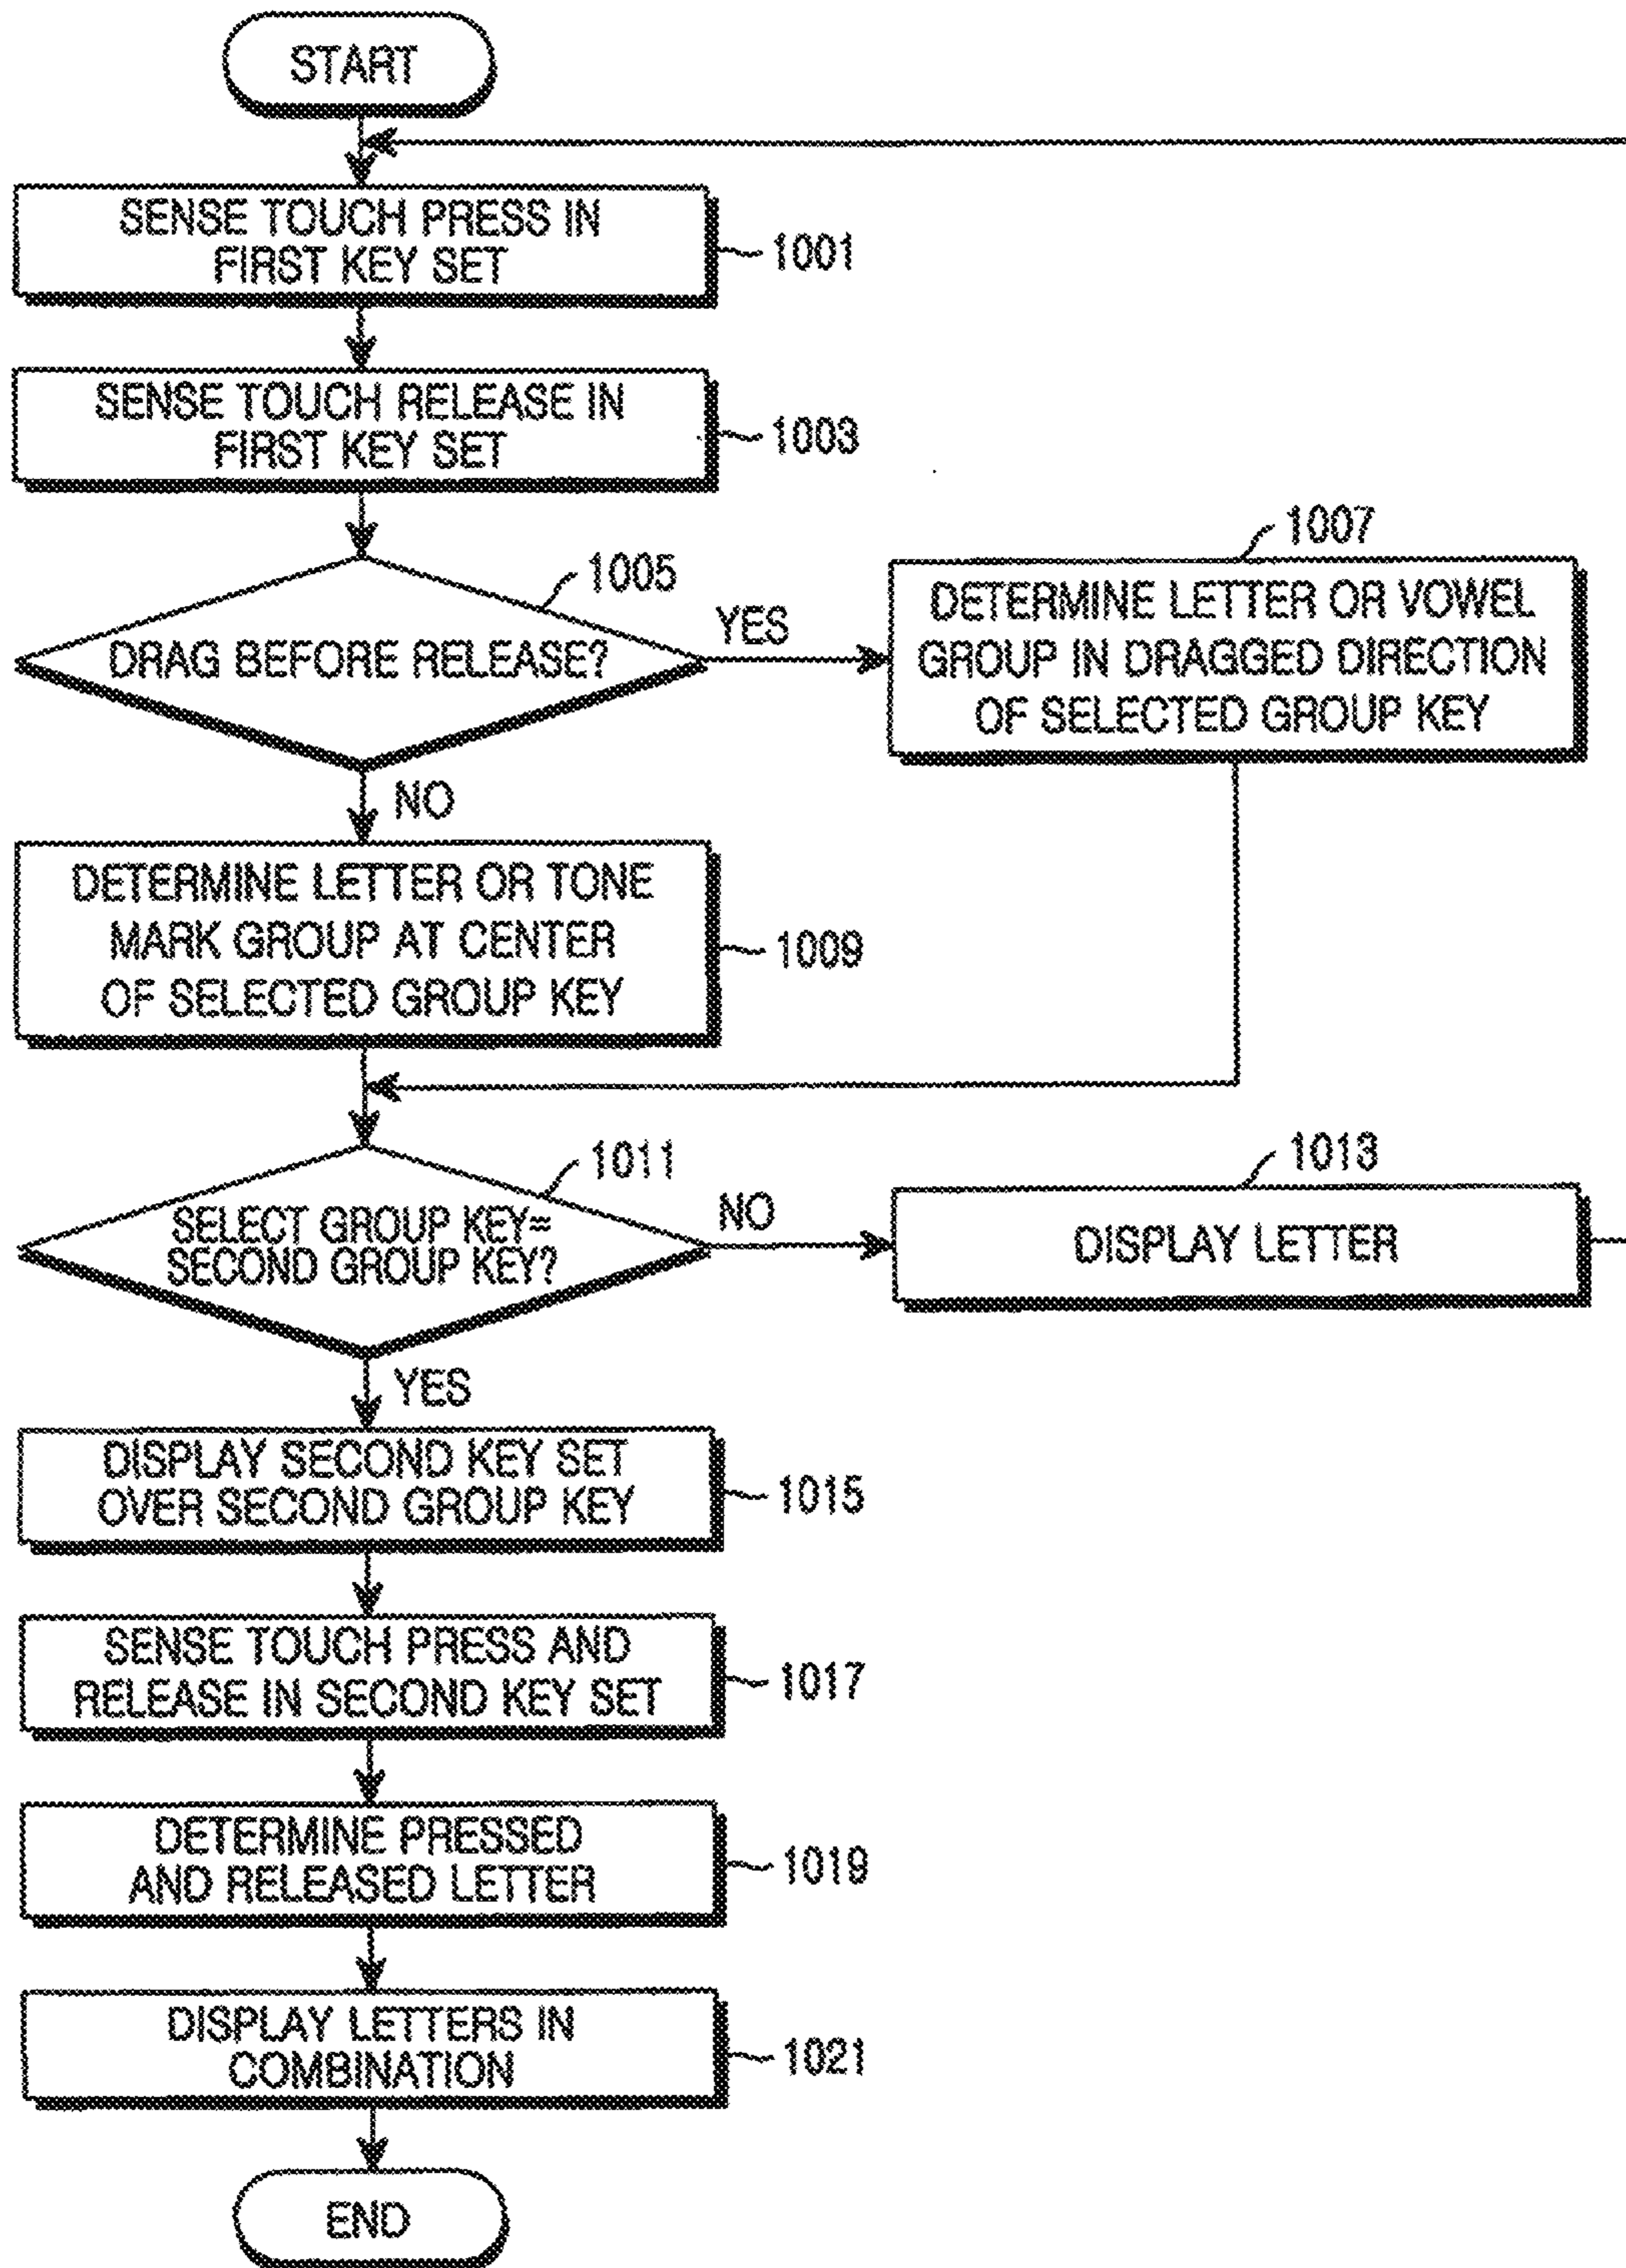 START
SENSE TOUCH PRESS IN
FIRST KEY SET
1001
SENSE TOUCH RELEASE IN
FIRST KEY SET
1003
DRAG BEFORE RELEASE?
1005
YES
1007
DETERMINE LETTER OR VOWEL
GROUP IN DRAGGED DIRECTION
OF SELECTED GROUP KEY
NO
DETERMINE LETTER OR TONE
MARK GROUP AT CENTER
OF SELECTED GROUP KEY
1009
1011
SELECT GROUP KEY=
SECOND GROUP KEY?
NO
1013
DISPLAY LETTER
YES
DISPLAY SECOND KEY SET
OVER SECOND GROUP KEY
1015
SENSE TOUCH PRESS AND
RELEASE IN SECOND KEY SET
1017
DETERMINE PRESSED
AND RELEASED LETTER
1019
DISPLAY LETTERS IN
COMBINATION
1021
END